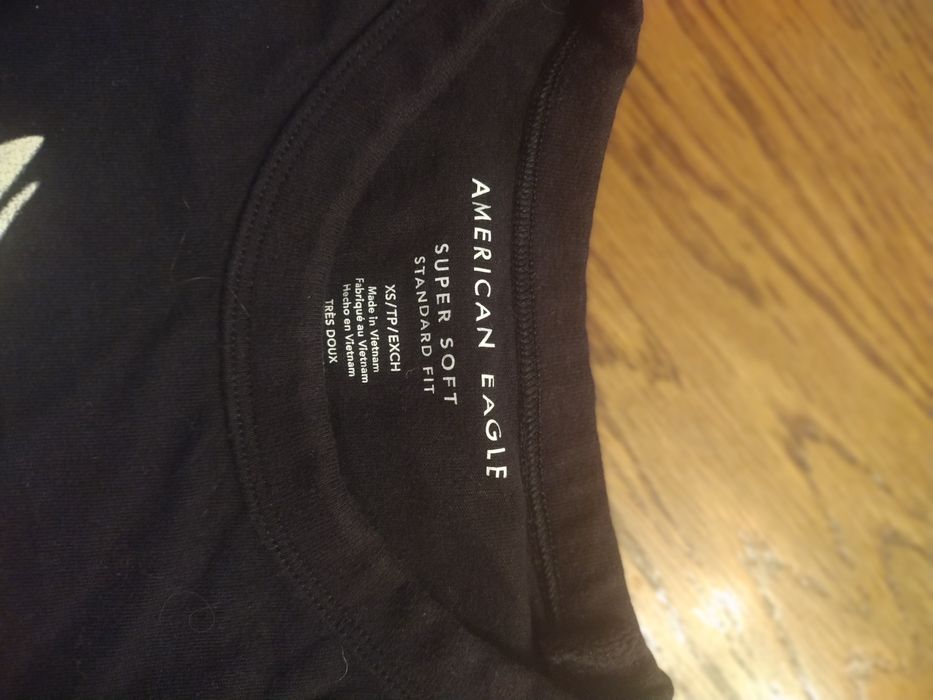 AMERICAN EAGLE
SUPER SOFT
STANDARD FIT
XS/TP/EXCH
Made in Vietnam
Fabriqué au Vietnam
Hecho en Vietnam
TRÈS DOUX